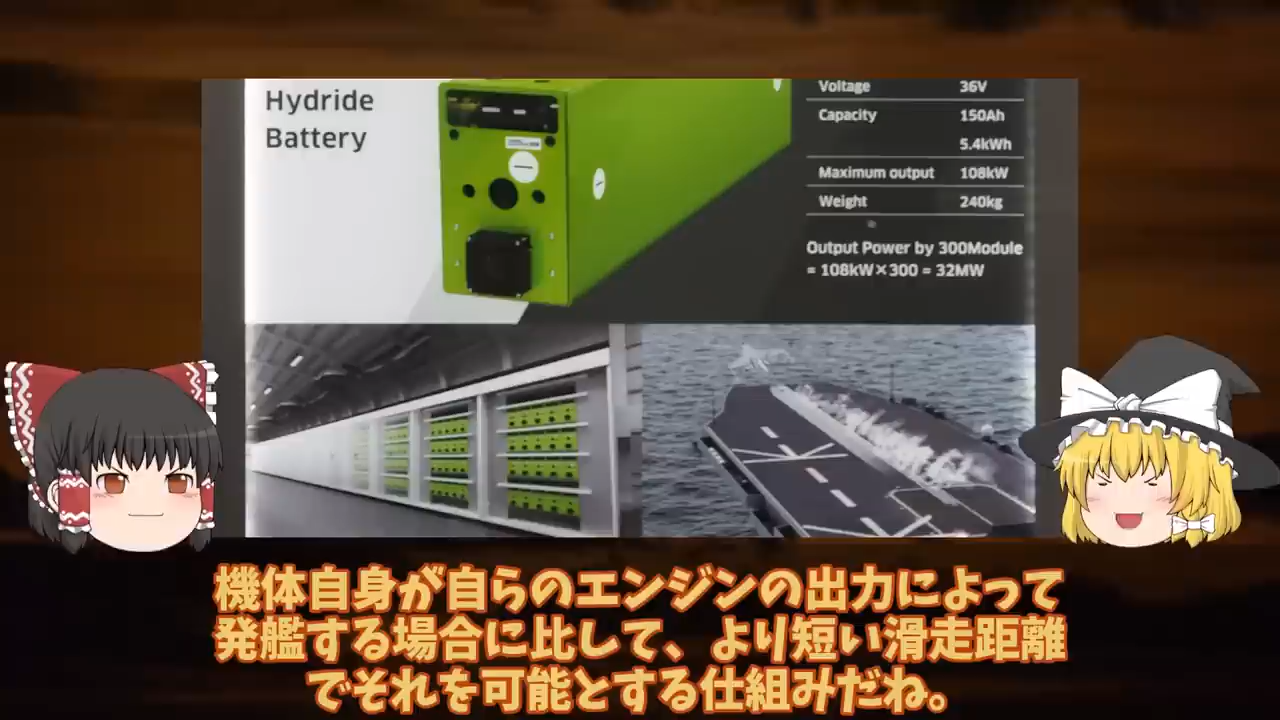 Hydride
Battery
Voltage 36V
Capacity 150Ah
5.4kWh
Maximum output 108kW
Weight 240kg
Output Power by 300Module
= 108kW×300 = 32MW
機体自身が自らのエンジンの出力によって
発艦する場合に比して、より短い滑走距離
でそれを可能とする仕組みだね。